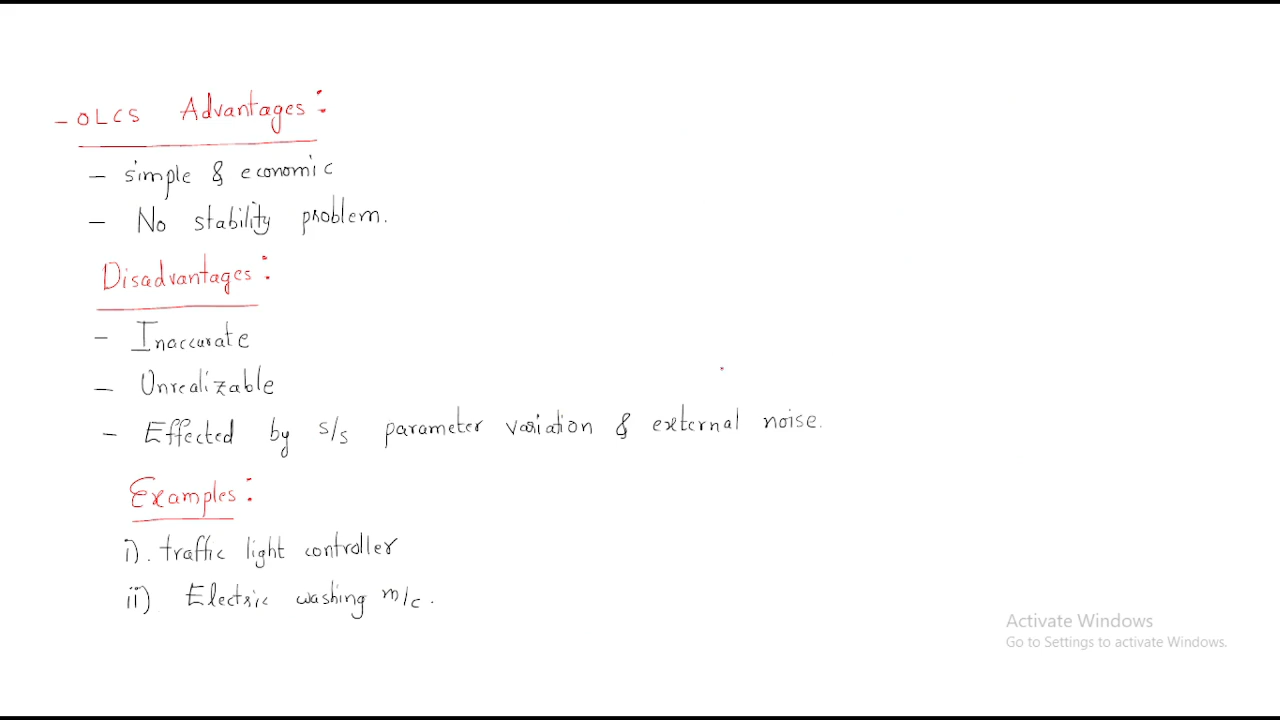 - OLCS Advantages:
- simple & economic
- No stability problem.
Disadvantages:
- Inaccurate
- Unrealizable
- Effected by s/s parameter variation & external noise.
Examples:
i). traffic light controller
ii) Electric washing m/c.
Activate Windows
Go to Settings to activate Windows.